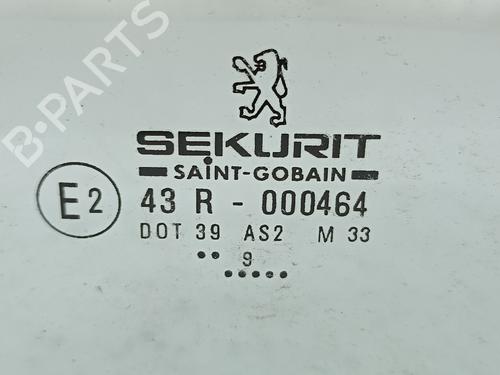 B-PARTS
SEKURIT
SAINT-GOBAIN
E2
43 R - 000464
DOT 39 AS2 M 33
•• 9
•••••